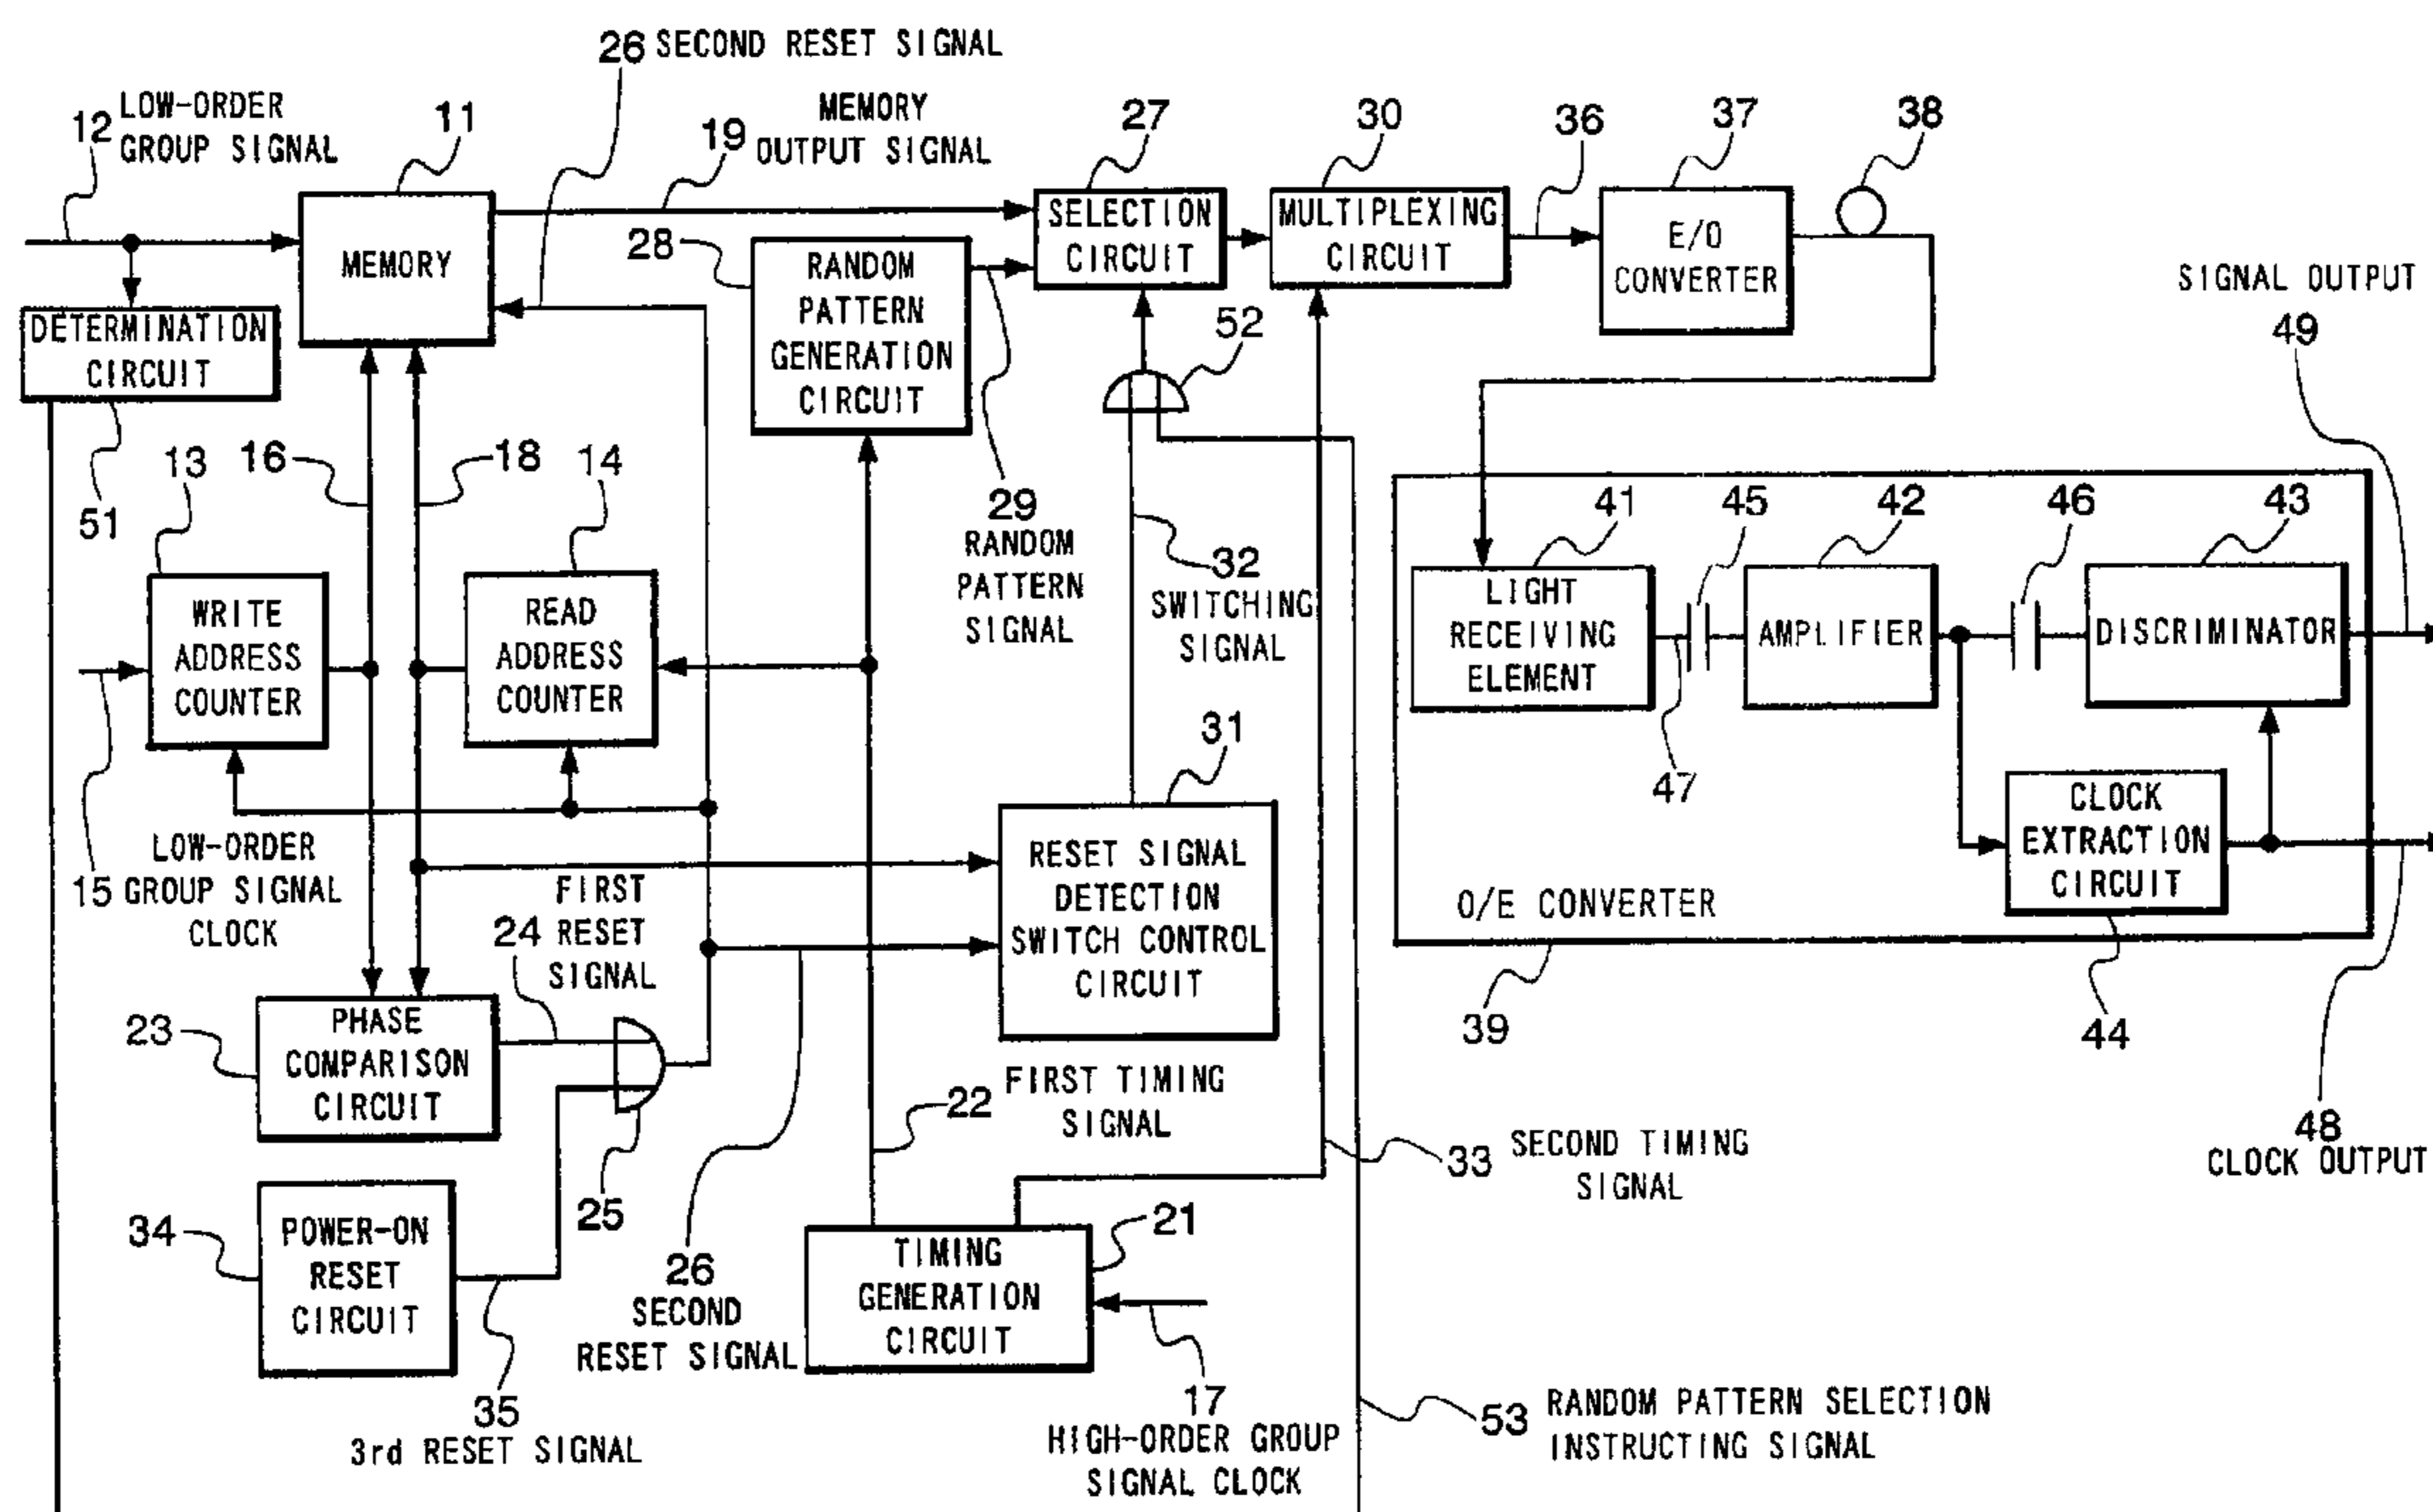 26 SECOND RESET SIGNAL
12 LOW-ORDER
GROUP SIGNAL
11
19 MEMORY
OUTPUT SIGNAL
27
30
36
37
38
MEMORY
28
RANDOM
PATTERN
GENERATION
CIRCUIT
SELECTION
CIRCUIT
MULTIPLEXING
CIRCUIT
E/O
CONVERTER
SIGNAL OUTPUT
49
DETERMINATION
CIRCUIT
52
51
13
16
18
14
29
RANDOM
PATTERN
SIGNAL
32
SWITCHING
SIGNAL
41
45
42
46
43
WRITE
ADDRESS
COUNTER
READ
ADDRESS
COUNTER
LIGHT
RECEIVING
ELEMENT
AMPLIFIER
DISCRIMINATOR
47
31
15 LOW-ORDER
GROUP SIGNAL
CLOCK
24 FIRST
RESET
SIGNAL
RESET SIGNAL
DETECTION
SWITCH CONTROL
CIRCUIT
CLOCK
EXTRACTION
CIRCUIT
O/E CONVERTER
39
44
48
CLOCK OUTPUT
23
PHASE
COMPARISON
CIRCUIT
25
22 FIRST TIMING
SIGNAL
33 SECOND TIMING
SIGNAL
34
POWER-ON
RESET
CIRCUIT
26
SECOND
RESET SIGNAL
21
TIMING
GENERATION
CIRCUIT
35
3rd RESET SIGNAL
17
HIGH-ORDER GROUP
SIGNAL CLOCK
53 RANDOM PATTERN SELECTION
INSTRUCTING SIGNAL